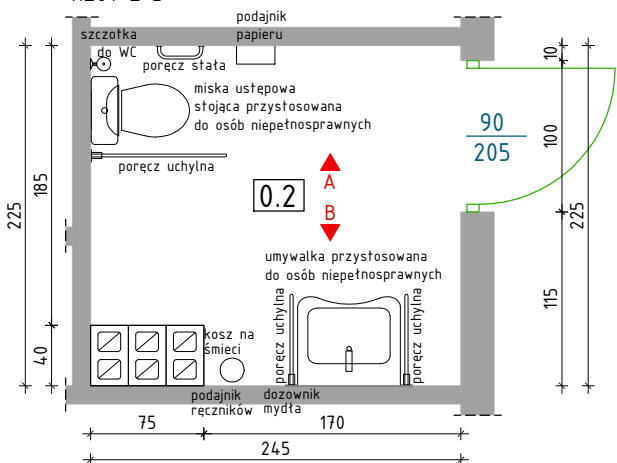 podajnik
papieru
szczotka
do WC
poręcz stała
miska ustępowa
stojąca przystosowana
do osób niepełnosprawnych
poręcz uchylna
90
205
10
100
225
115
225
185
40
0.2
A
B
umywalka przystosowana
do osób niepełnosprawnych
poręcz uchylna
poręcz uchylna
kosz na
śmieci
podajnik
ręczników
dozownik
mydła
75
170
245